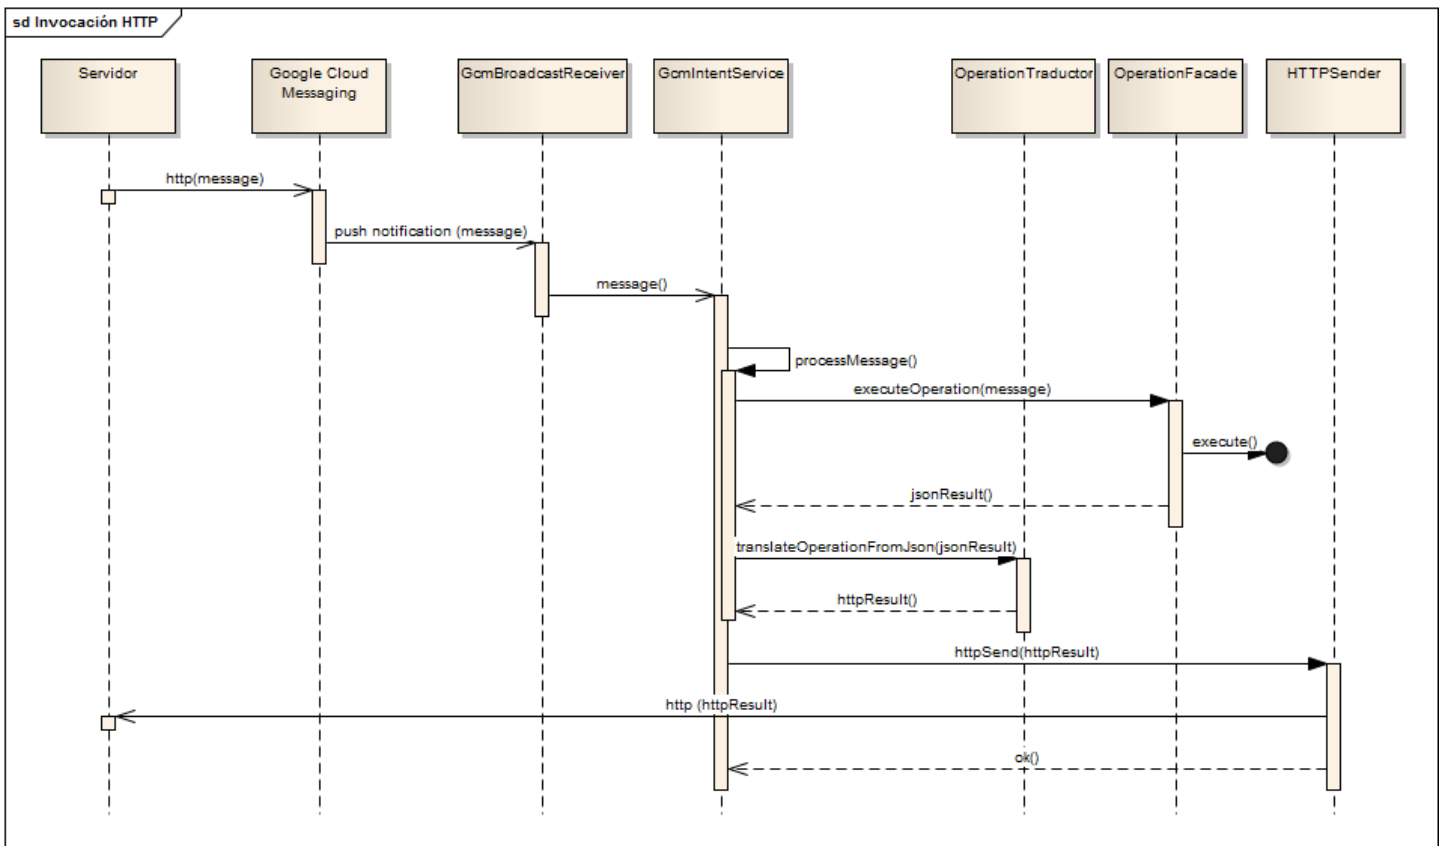 sd Invocación HTTP
Servidor
Google Cloud
Messaging
GcmBroadcastReceiver
GcmIntentService
OperationTraductor
OperationFacade
HTTPSender
http(message)
push notification (message)
message()
processMessage()
executeOperation(message)
execute()
jsonResult()
translateOperationFromJson(jsonResult)
httpResult()
httpSend(httpResult)
http (httpResult)
ok()